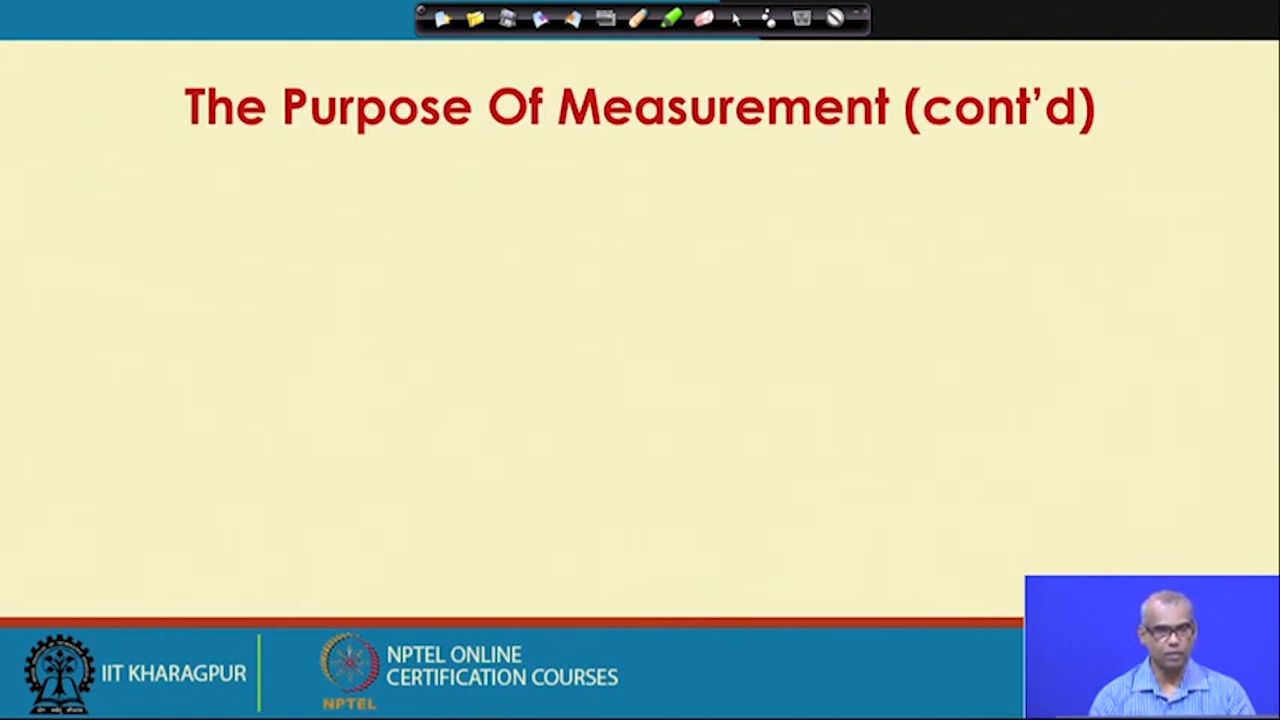 The Purpose Of Measurement (cont’d)
IIT KHARAGPUR
NPTEL
NPTEL ONLINE
CERTIFICATION COURSES